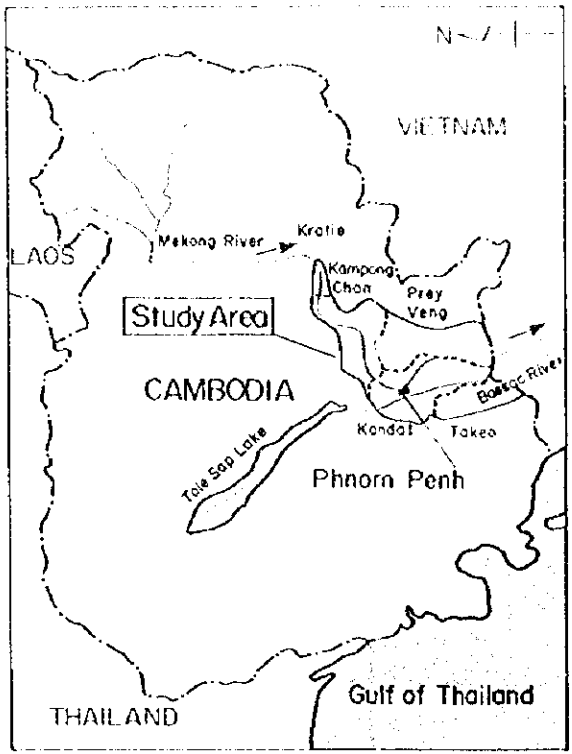 N
VIETNAM
LAOS
Mekong River
Kratie
Kampong
Cham
Prey
Veng
Study Area
CAMBODIA
Bassac River
Tole Sap Lake
Kandal
Takeo
Phnom Penh
Gulf of Thailand
THAILAND